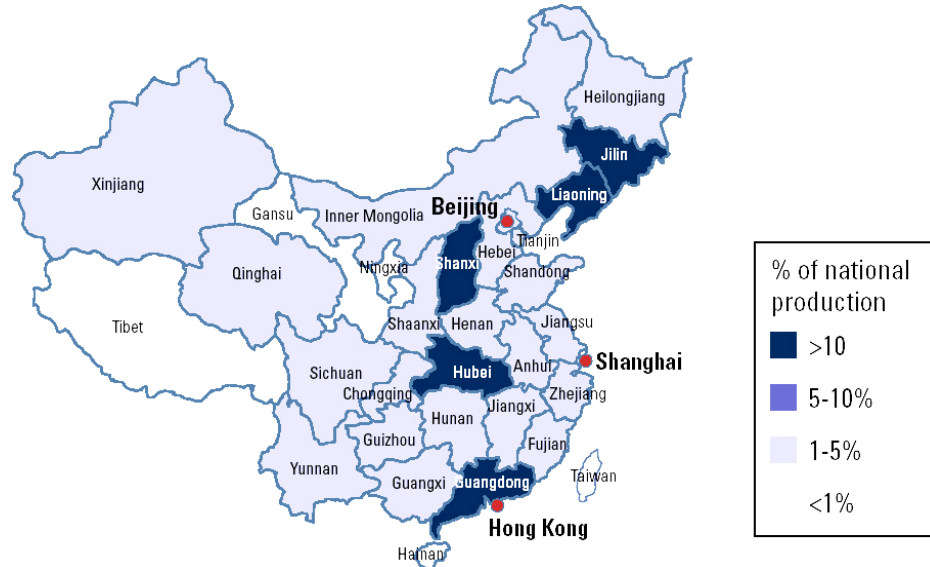 Heilongjiang
Jilin
Xinjiang
Liaoning
Gansu
Inner Mongolia
Beijing
Tianjin
Hebei
Shanxi
Ningxia
Qinghai
Shandong
Tibet
Shaanxi
Henan
Jiangsu
Shanghai
Sichuan
Hubei
Anhui
Chongqing
Zhejiang
Hunan
Jiangxi
Guizhou
Fujian
Yunnan
Guangxi
Guangdong
Taiwan
Hong Kong
Hainan
% of national
production
>10
5-10%
1-5%
<1%